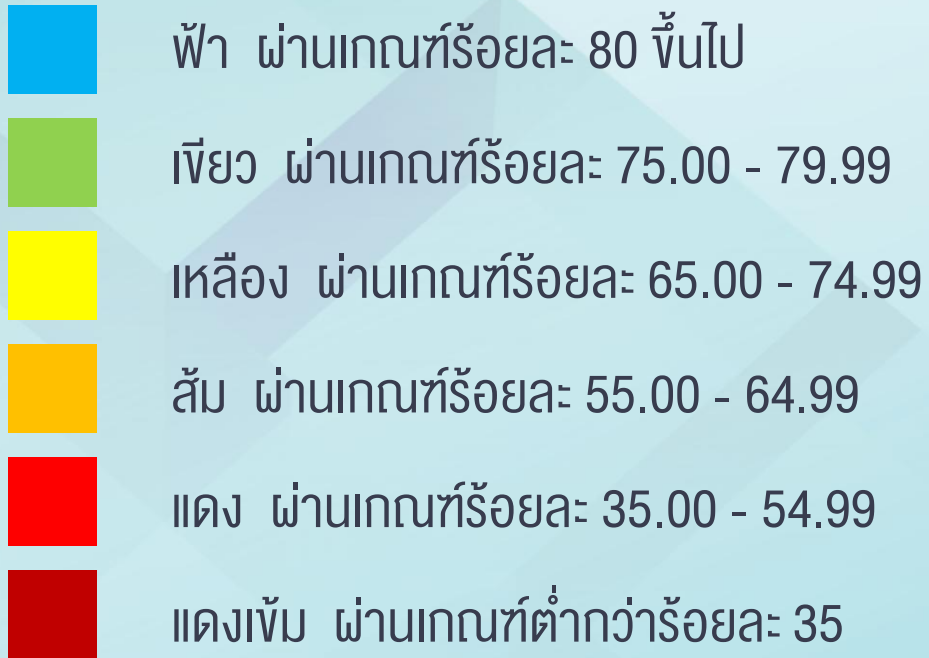 ฟ้า ผ่านเกณฑ์ร้อยละ 80 ขึ้นไป
เขียว ผ่านเกณฑ์ร้อยละ 75.00 - 79.99
เหลือง ผ่านเกณฑ์ร้อยละ 65.00 - 74.99
ส้ม ผ่านเกณฑ์ร้อยละ 55.00 - 64.99
แดง ผ่านเกณฑ์ร้อยละ 35.00 - 54.99
แดงเข้ม ผ่านเกณฑ์ต่ำกว่าร้อยละ 35